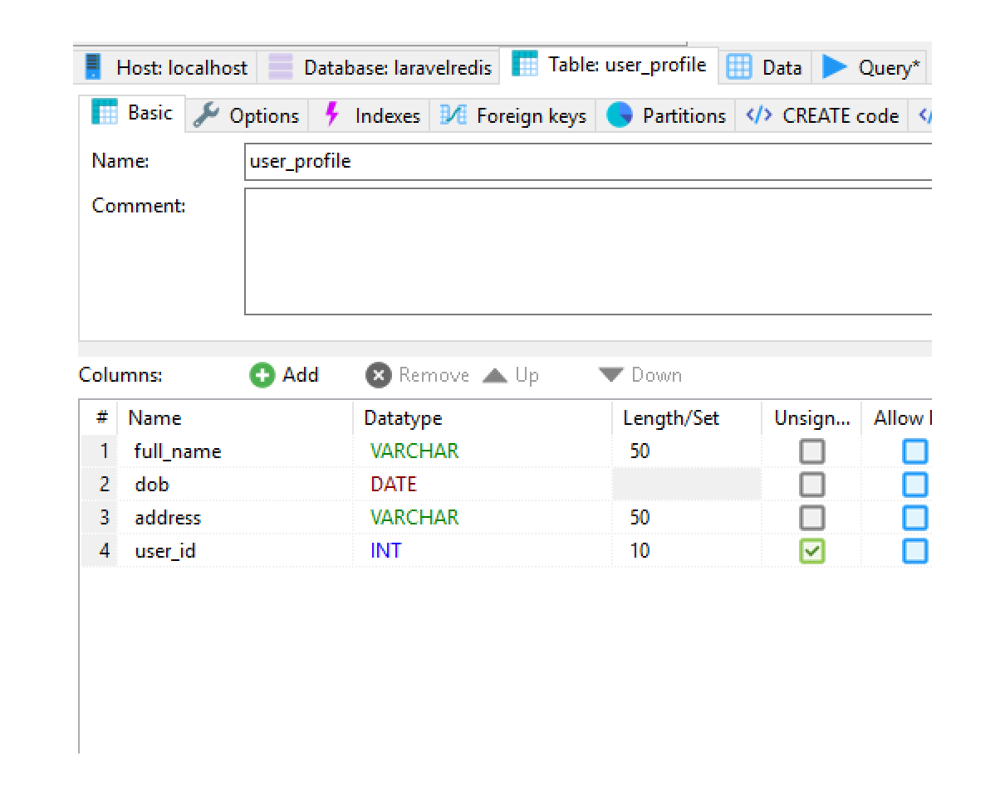 Host: localhost Database: laravelredis Table: user_profile Data Query*
Basic Options Indexes Foreign keys Partitions CREATE code
Name: user_profile
Comment:
Columns: Add Remove Up Down
# Name Datatype Length/Set Unsign... Allow
1 full_name VARCHAR 50
2 dob DATE
3 address VARCHAR 50
4 user_id INT 10